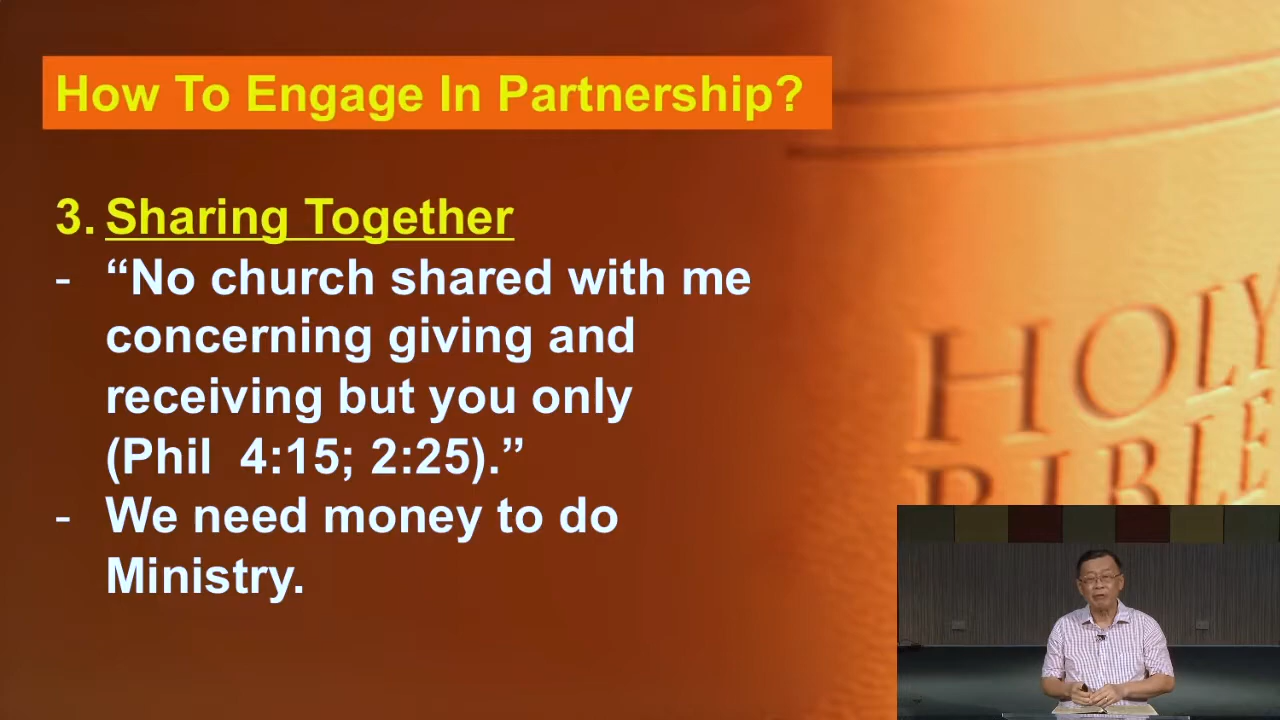 How To Engage In Partnership?
3. Sharing Together
- “No church shared with me
concerning giving and
receiving but you only
(Phil 4:15; 2:25).”
- We need money to do
Ministry.
HOLY
BIBLE